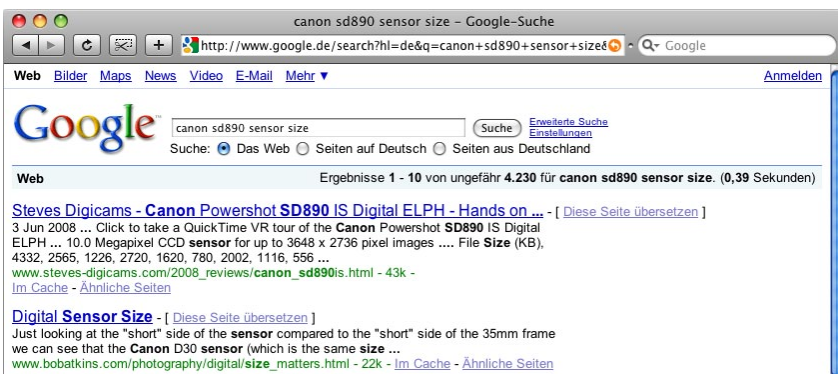 canon sd890 sensor size – Google-Suche
http://www.google.de/search?hl=de&q=canon+sd890+sensor+size& Google
Web Bilder Maps News Video E-Mail Mehr ▼ Anmelden
Google™ canon sd890 sensor size Suche Erweiterte Suche
Einstellungen
Suche: Das Web Seiten auf Deutsch Seiten aus Deutschland
Web Ergebnisse 1 - 10 von ungefähr 4.230 für canon sd890 sensor size. (0,39 Sekunden)
Steves Digicams - Canon Powershot SD890 IS Digital ELPH - Hands on ... - [ Diese Seite übersetzen ]
3 Jun 2008 ... Click to take a QuickTime VR tour of the Canon Powershot SD890 IS Digital
ELPH ... 10.0 Megapixel CCD sensor for up to 3648 x 2736 pixel images .... File Size (KB),
4332, 2565, 1226, 2720, 1620, 780, 2002, 1116, 556 ...
www.steves-digicams.com/2008_reviews/canon_sd890is.html - 43k -
Im Cache - Ähnliche Seiten
Digital Sensor Size - [ Diese Seite übersetzen ]
Just looking at the "short" side of the sensor compared to the "short" side of the 35mm frame
we can see that the Canon D30 sensor (which is the same size ...
www.bobatkins.com/photography/digital/size_matters.html - 22k - Im Cache - Ähnliche Seiten